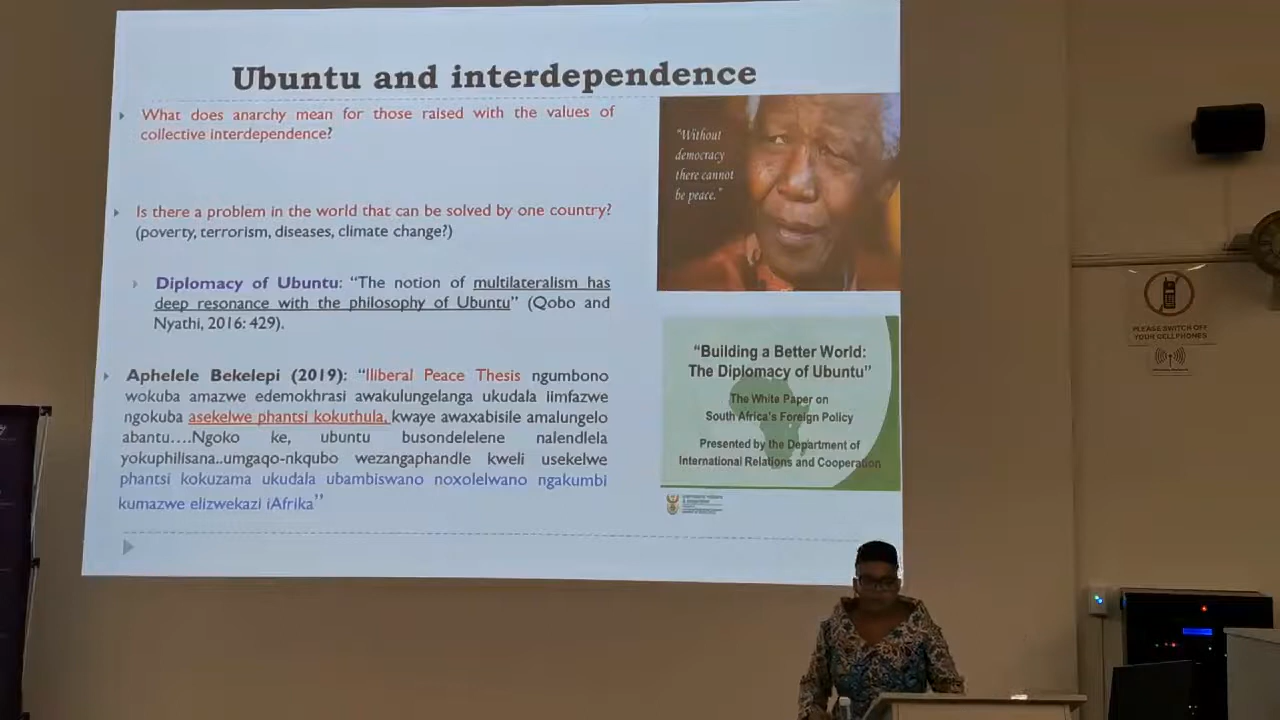 Ubuntu and interdependence
What does anarchy mean for those raised with the values of
collective interdependence?
Is there a problem in the world that can be solved by one country?
(poverty, terrorism, diseases, climate change?)
Diplomacy of Ubuntu: “The notion of multilateralism has
deep resonance with the philosophy of Ubuntu” (Qobo and
Nyathi, 2016: 429).
Aphelele Bekelepi (2019): “Iliberal Peace Thesis ngumbono
wokuba amazwe edemokhrasi awakulungelanga ukudala iimfazwe
ngokuba asekelwe phantsi kokuthula, kwaye awaxabisile amalungelo
abantu….Ngoko ke, ubuntu busondelelene nalendlela
yokuphilisana..umgaqo-nkqubo wezangaphandle kweli usekelwe
phantsi kokuzama ukudala ubambiswano noxolelwano ngakumbi
kumazwe elizwekazi iAfrika”
“Without
democracy
there cannot
be peace.”
“Building a Better World:
The Diplomacy of Ubuntu”
The White Paper on
South Africa's Foreign Policy
Presented by the Department of
International Relations and Cooperation
PLEASE SWITCH OFF
YOUR CELLPHONES